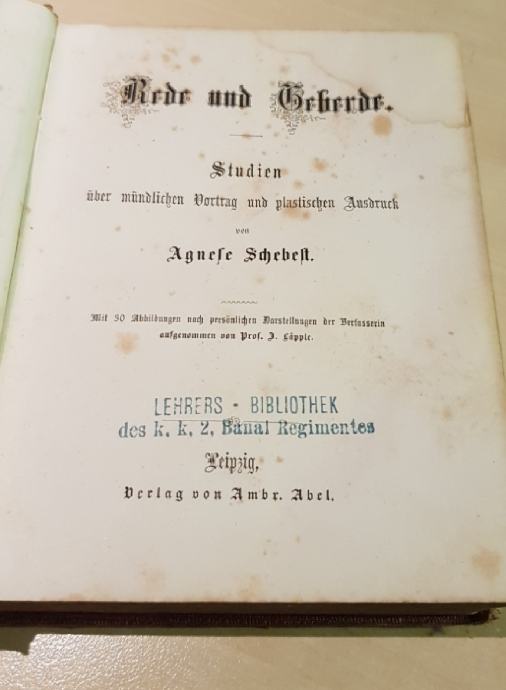 Rede und Geberde.
Studien
über mündlichen Vortrag und plastischen Ausdruck
von
Agnese Schebest.
Mit 90 Abbildungen nach persönlichen Darstellungen der Verfasserin
aufgenommen von Prof. J. Läpple.
LEHRERS - BIBLIOTHEK
des k. k. 2. Banal Regimentes
Leipzig,
Verlag von Ambr. Abel.